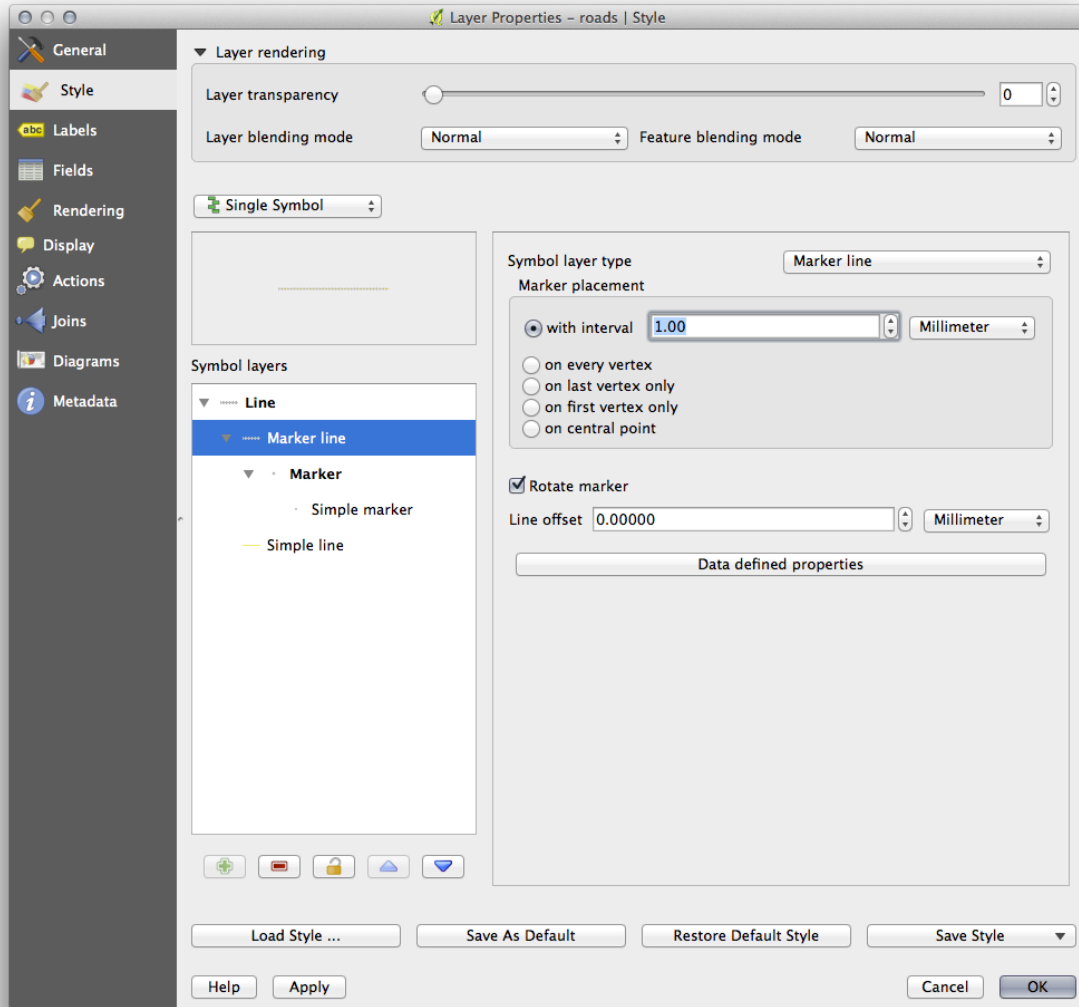 Layer Properties – roads | Style
General
Style
abc Labels
Fields
Rendering
Display
Actions
Joins
i Metadata
Diagrams
Layer rendering
Layer transparency 0
Layer blending mode Normal Feature blending mode Normal
Single Symbol
Symbol layers
Line
Marker line
Marker
Simple marker
Simple line
Symbol layer type Marker line
Marker placement
with interval 1.00 Millimeter
on every vertex
on last vertex only
on first vertex only
on central point
Rotate marker
Line offset 0.00000 Millimeter
Data defined properties
Load Style ... Save As Default Restore Default Style Save Style
Help Apply Cancel OK